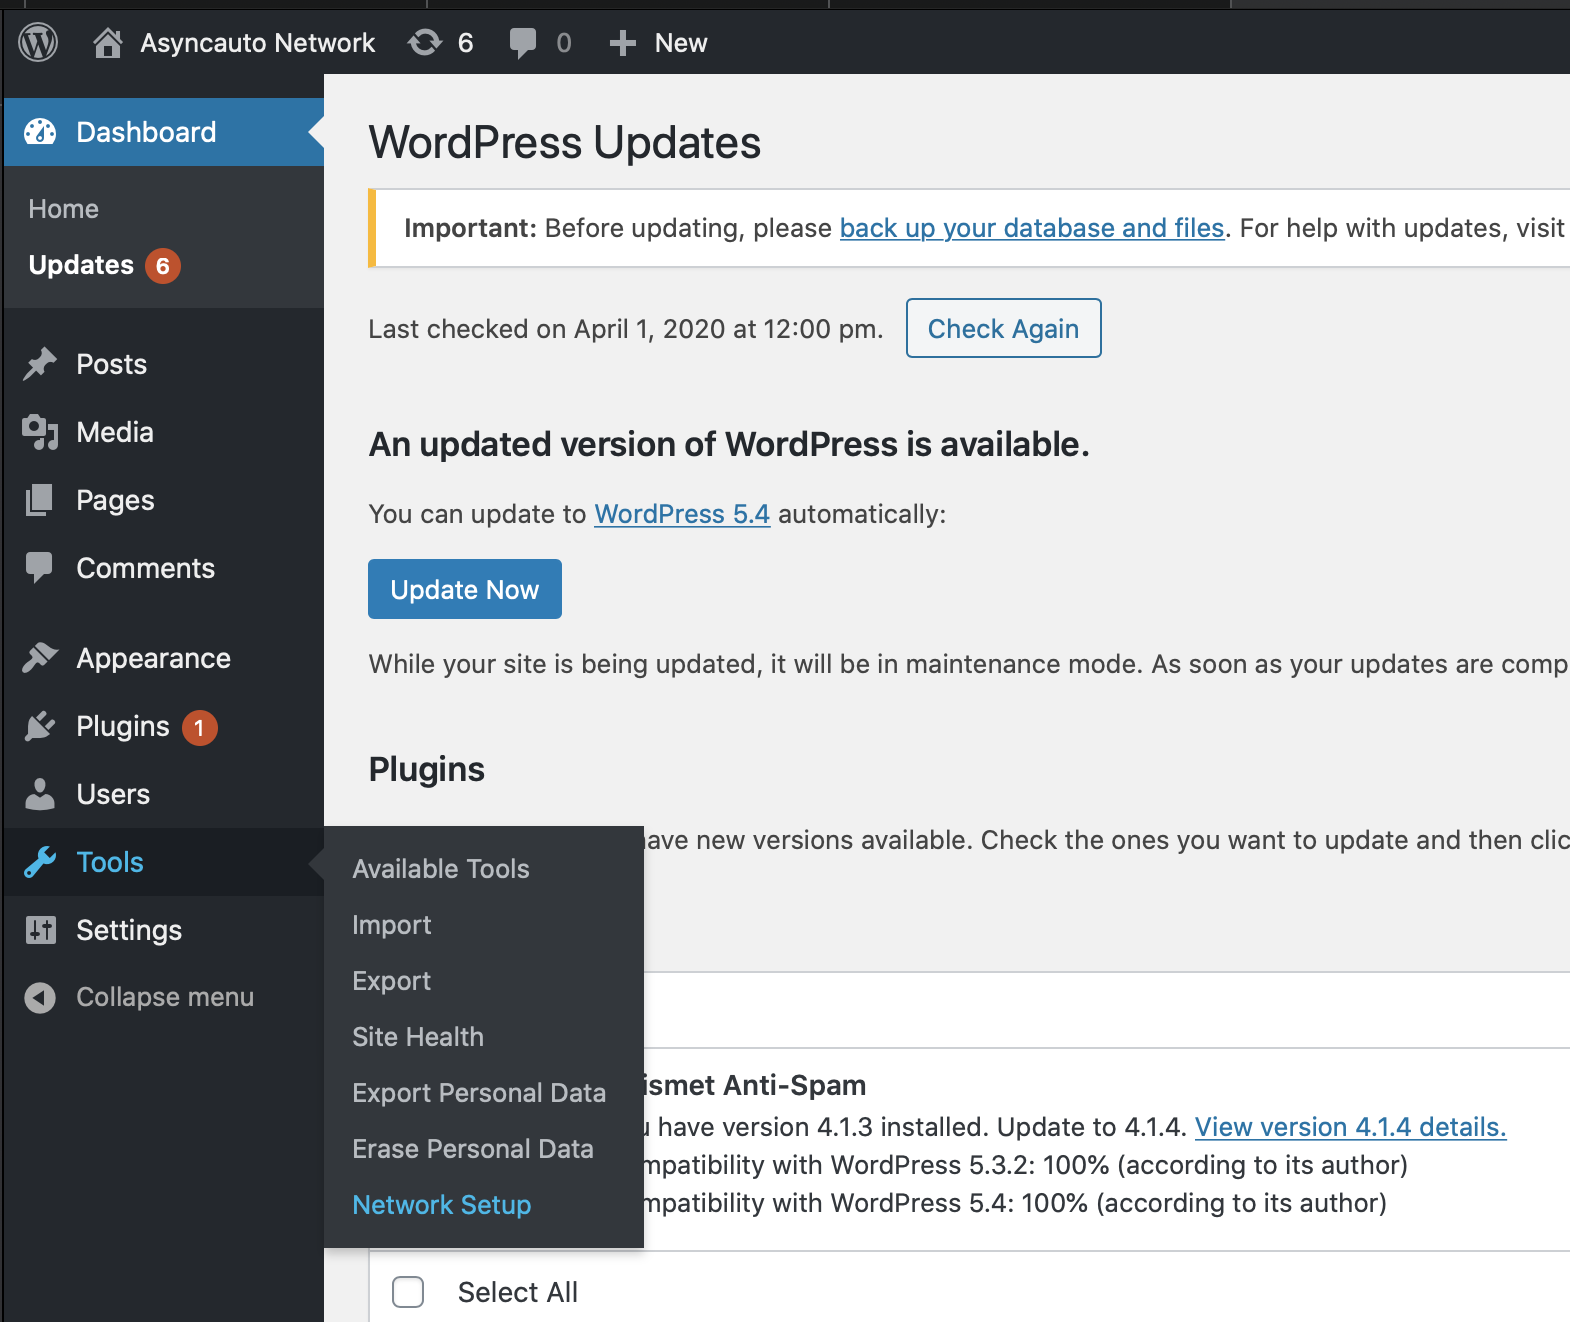 Asyncauto Network 6 0 New
Dashboard
Home
Updates 6
Posts
Media
Pages
Comments
Appearance
Plugins 1
Users
Tools
Settings
Collapse menu
Available Tools
Import
Export
Site Health
Export Personal Data
Erase Personal Data
Network Setup
WordPress Updates
Important: Before updating, please back up your database and files. For help with updates, visit
Last checked on April 1, 2020 at 12:00 pm. Check Again
An updated version of WordPress is available.
You can update to WordPress 5.4 automatically:
Update Now
While your site is being updated, it will be in maintenance mode. As soon as your updates are comp
Plugins
ave new versions available. Check the ones you want to update and then clic
ismet Anti-Spam
u have version 4.1.3 installed. Update to 4.1.4. View version 4.1.4 details.
mpatibility with WordPress 5.3.2: 100% (according to its author)
mpatibility with WordPress 5.4: 100% (according to its author)
Select All